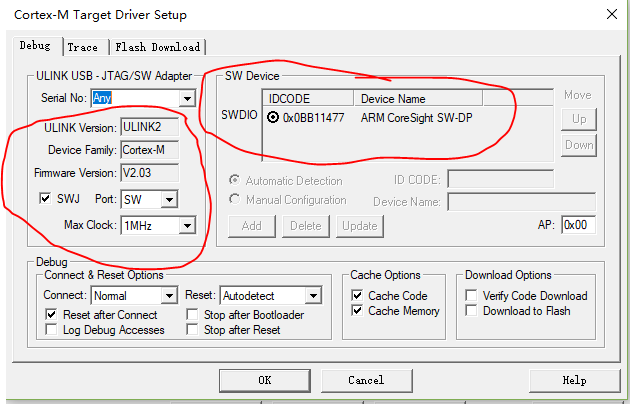 Cortex-M Target Driver Setup
Debug Trace Flash Download
ULINK USB - JTAG/SW Adapter
Serial No: Any
ULINK Version: ULINK2
Device Family: Cortex-M
Firmware Version: V2.03
SWJ Port: SW
Max Clock: 1MHz
SW Device
IDCODE Device Name
SWDIO 0x0BB11477 ARM CoreSight SW-DP
Move
Up
Down
Automatic Detection
Manual Configuration
ID CODE:
Device Name:
Add Delete Update
AP: 0x00
Debug
Connect & Reset Options
Connect: Normal Reset: Autodetect
Reset after Connect Stop after Bootloader
Log Debug Accesses Stop after Reset
Cache Options
Cache Code
Cache Memory
Download Options
Verify Code Download
Download to Flash
OK Cancel Help